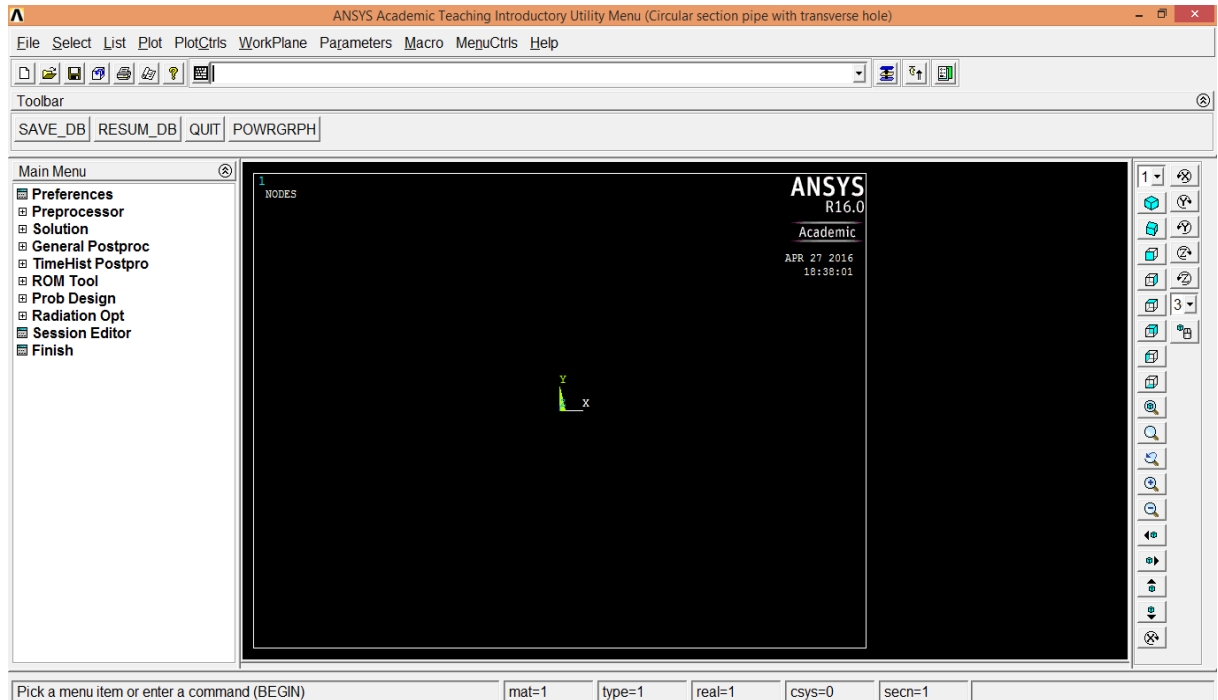 ANSYS Academic Teaching Introductory Utility Menu (Circular section pipe with transverse hole)
File Select List Plot PlotCtrls WorkPlane Parameters Macro MenuCtrls Help
Toolbar
SAVE_DB RESUM_DB QUIT POWRGRPH
Main Menu
Preferences
Preprocessor
Solution
General Postproc
TimeHist Postpro
ROM Tool
Prob Design
Radiation Opt
Session Editor
Finish
1
NODES
ANSYS
R16.0
Academic
APR 27 2016
18:38:01
Y
X
1
3
Pick a menu item or enter a command (BEGIN) mat=1 type=1 real=1 csys=0 secn=1